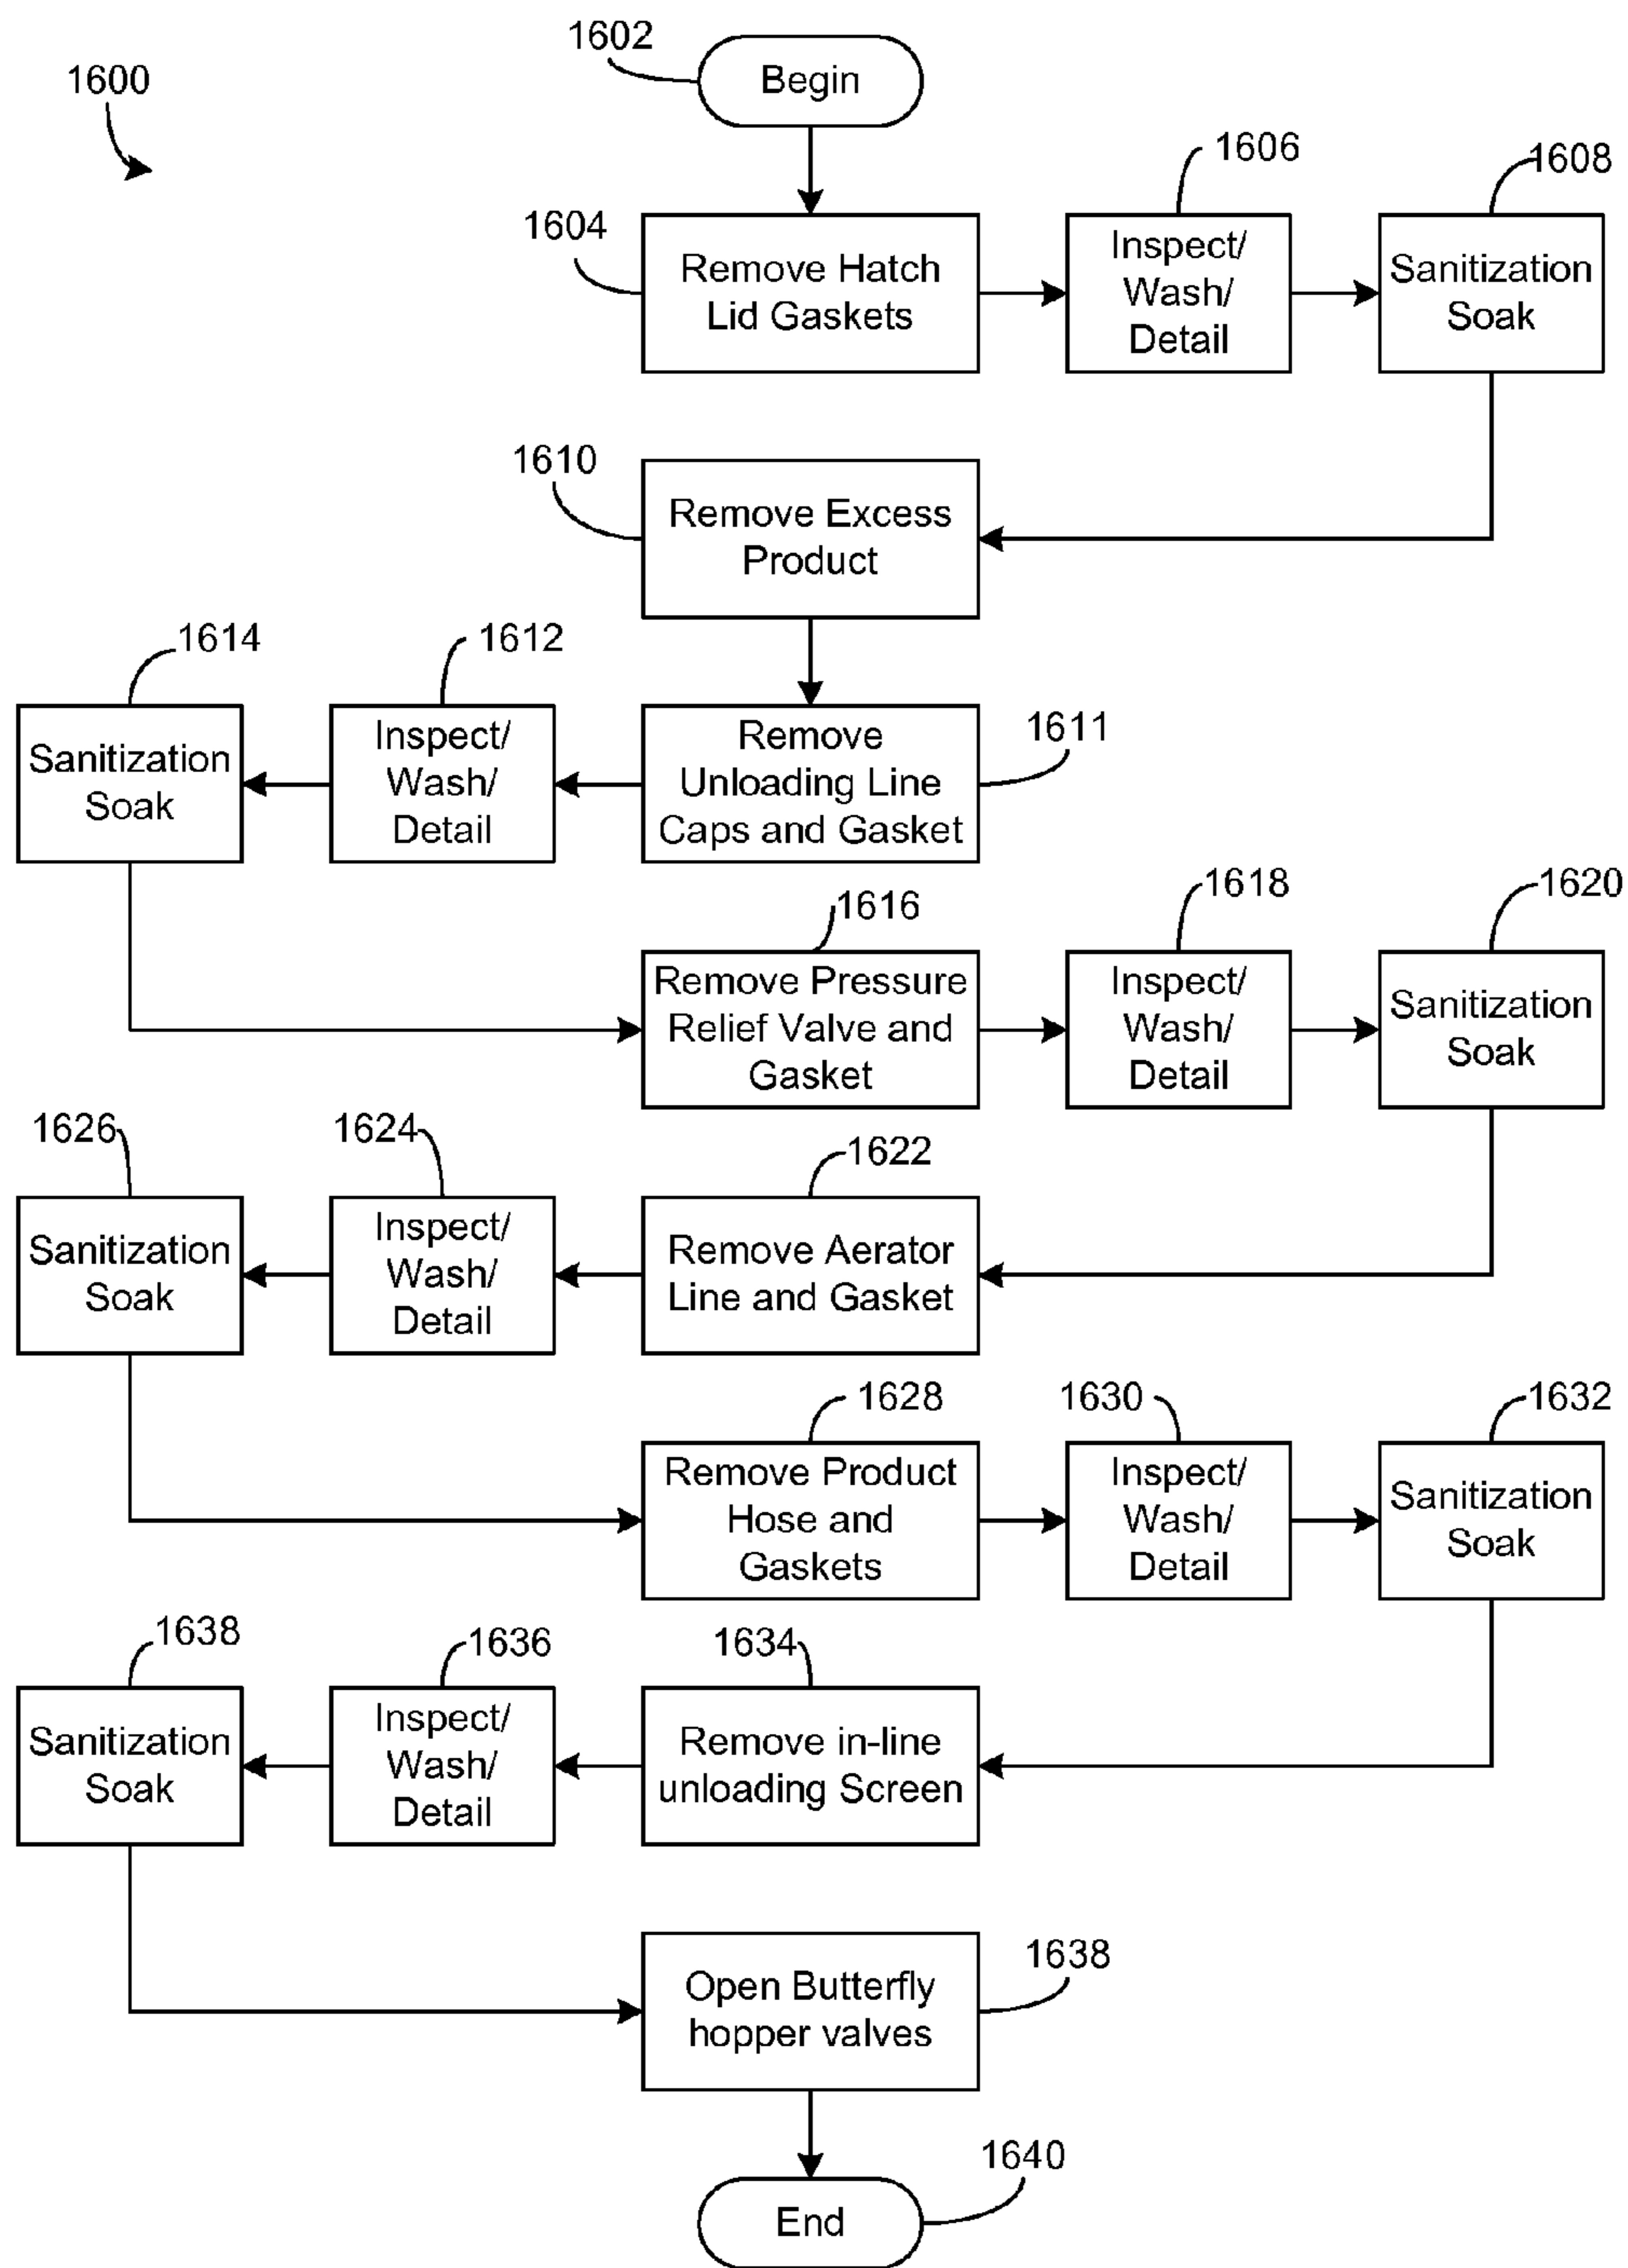 1600
1602
Begin
1604
Remove Hatch
Lid Gaskets
1606
Inspect/
Wash/
Detail
1608
Sanitization
Soak
1610
Remove Excess
Product
1611
Remove
Unloading Line
Caps and Gasket
1612
Inspect/
Wash/
Detail
1614
Sanitization
Soak
1616
Remove Pressure
Relief Valve and
Gasket
1618
Inspect/
Wash/
Detail
1620
Sanitization
Soak
1622
Remove Aerator
Line and Gasket
1624
Inspect/
Wash/
Detail
1626
Sanitization
Soak
1628
Remove Product
Hose and
Gaskets
1630
Inspect/
Wash/
Detail
1632
Sanitization
Soak
1634
Remove in-line
unloading Screen
1636
Inspect/
Wash/
Detail
1638
Sanitization
Soak
1638
Open Butterfly
hopper valves
1640
End